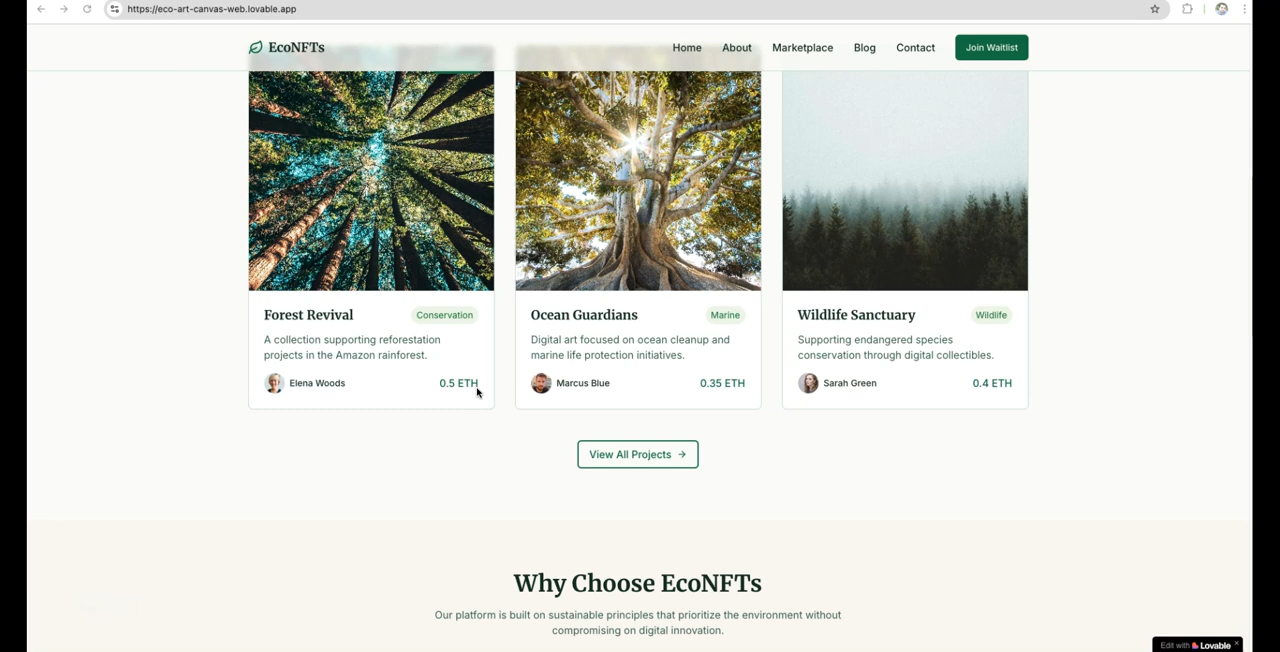 https://eco-art-canvas-web.lovable.app
EcoNFTs
Home
About
Marketplace
Blog
Contact
Join Waitlist
Forest Revival
Conservation
A collection supporting reforestation
projects in the Amazon rainforest.
Elena Woods
0.5 ETH
Ocean Guardians
Marine
Digital art focused on ocean cleanup and
marine life protection initiatives.
Marcus Blue
0.35 ETH
Wildlife Sanctuary
Wildlife
Supporting endangered species
conservation through digital collectibles.
Sarah Green
0.4 ETH
View All Projects →
Why Choose EcoNFTs
Our platform is built on sustainable principles that prioritize the environment without
compromising on digital innovation.
Edit with Lovable